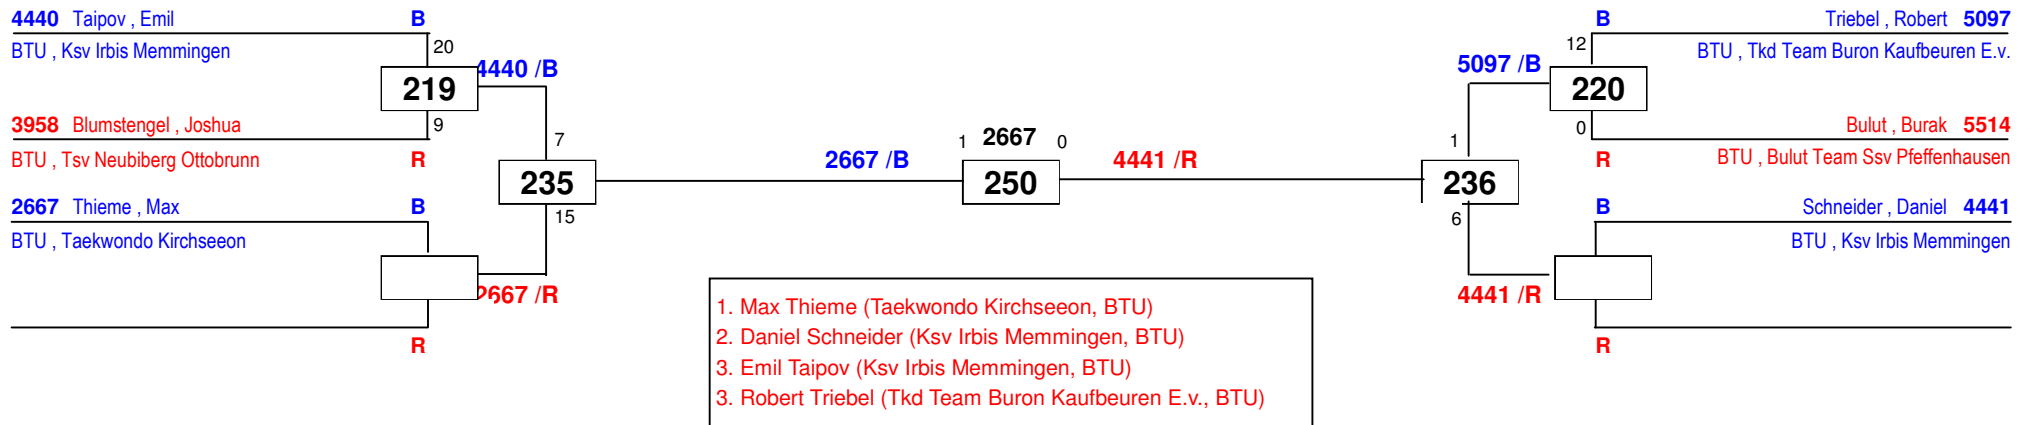 4440 Taipov , Emil B
BTU , Ksv Irbis Memmingen
20
4440 /B
219
9
3958 Blumstengel , Joshua
BTU , Tsv Neubiberg Ottobrunn R
7
235
15
2667 Thieme , Max B
BTU , Taekwondo Kirchseeon
2667 /R
R
2667 /B
1 2667 0
250
4441 /R
B Triebel , Robert 5097
12
BTU , Tkd Team Buron Kaufbeuren E.v.
5097 /B
220
0
Bulut , Burak 5514
R BTU , Bulut Team Ssv Pfeffenhausen
1
236
6
B Schneider , Daniel 4441
BTU , Ksv Irbis Memmingen
4441 /R
R
1. Max Thieme (Taekwondo Kirchseeon, BTU)
2. Daniel Schneider (Ksv Irbis Memmingen, BTU)
3. Emil Taipov (Ksv Irbis Memmingen, BTU)
3. Robert Triebel (Tkd Team Buron Kaufbeuren E.v., BTU)